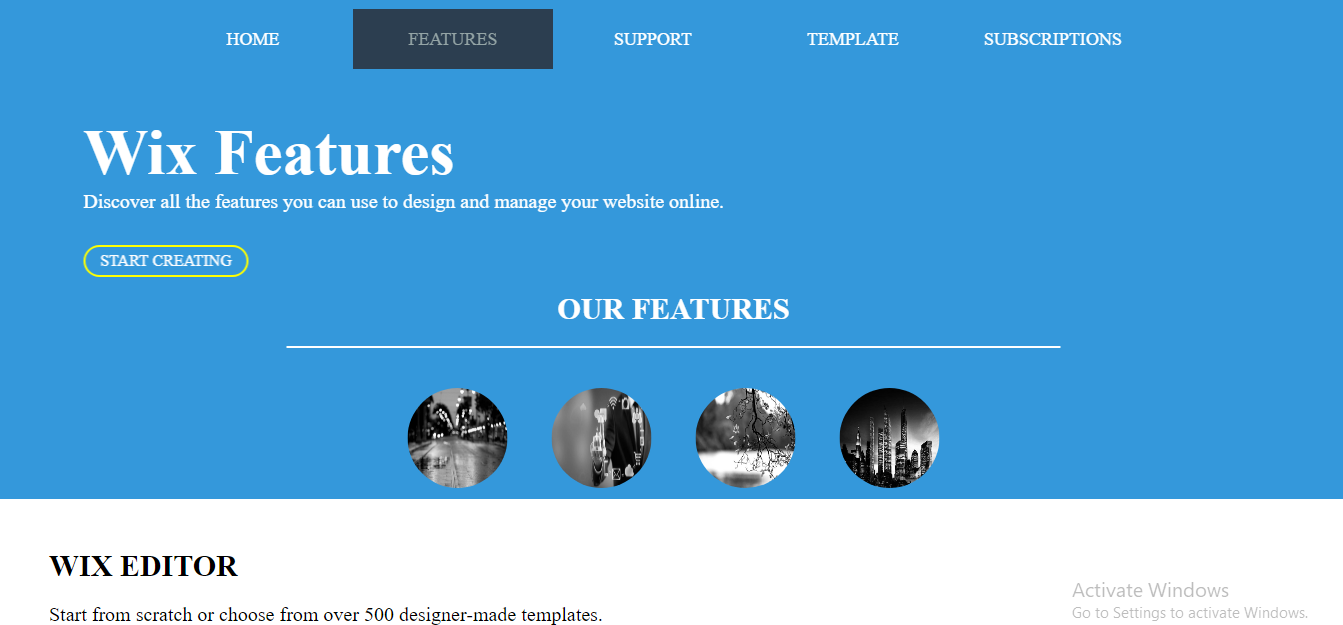 HOME FEATURES SUPPORT TEMPLATE SUBSCRIPTIONS
Wix Features
Discover all the features you can use to design and manage your website online.
START CREATING
OUR FEATURES
WIX EDITOR
Start from scratch or choose from over 500 designer-made templates.
Activate Windows
Go to Settings to activate Windows.